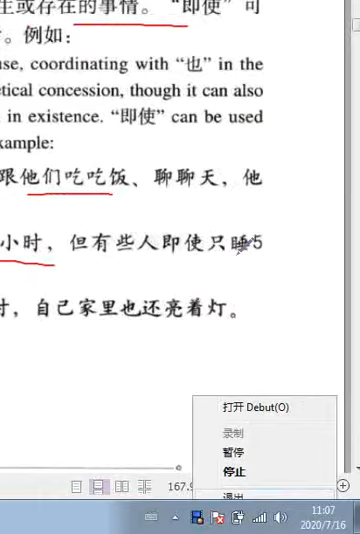 生或存在的事情。 “即使” 可
。例如：
use, coordinating with “也” in the
etical concession, though it can also
in existence. “即使” can be used
xample:
跟他们吃吃饭、聊聊天，他
小时，但有些人即使只睡5
时，自己家里也还亮着灯。
打开 Debut(O)
录制
暂停
停止
退出
167.9
11:07
2020/7/16